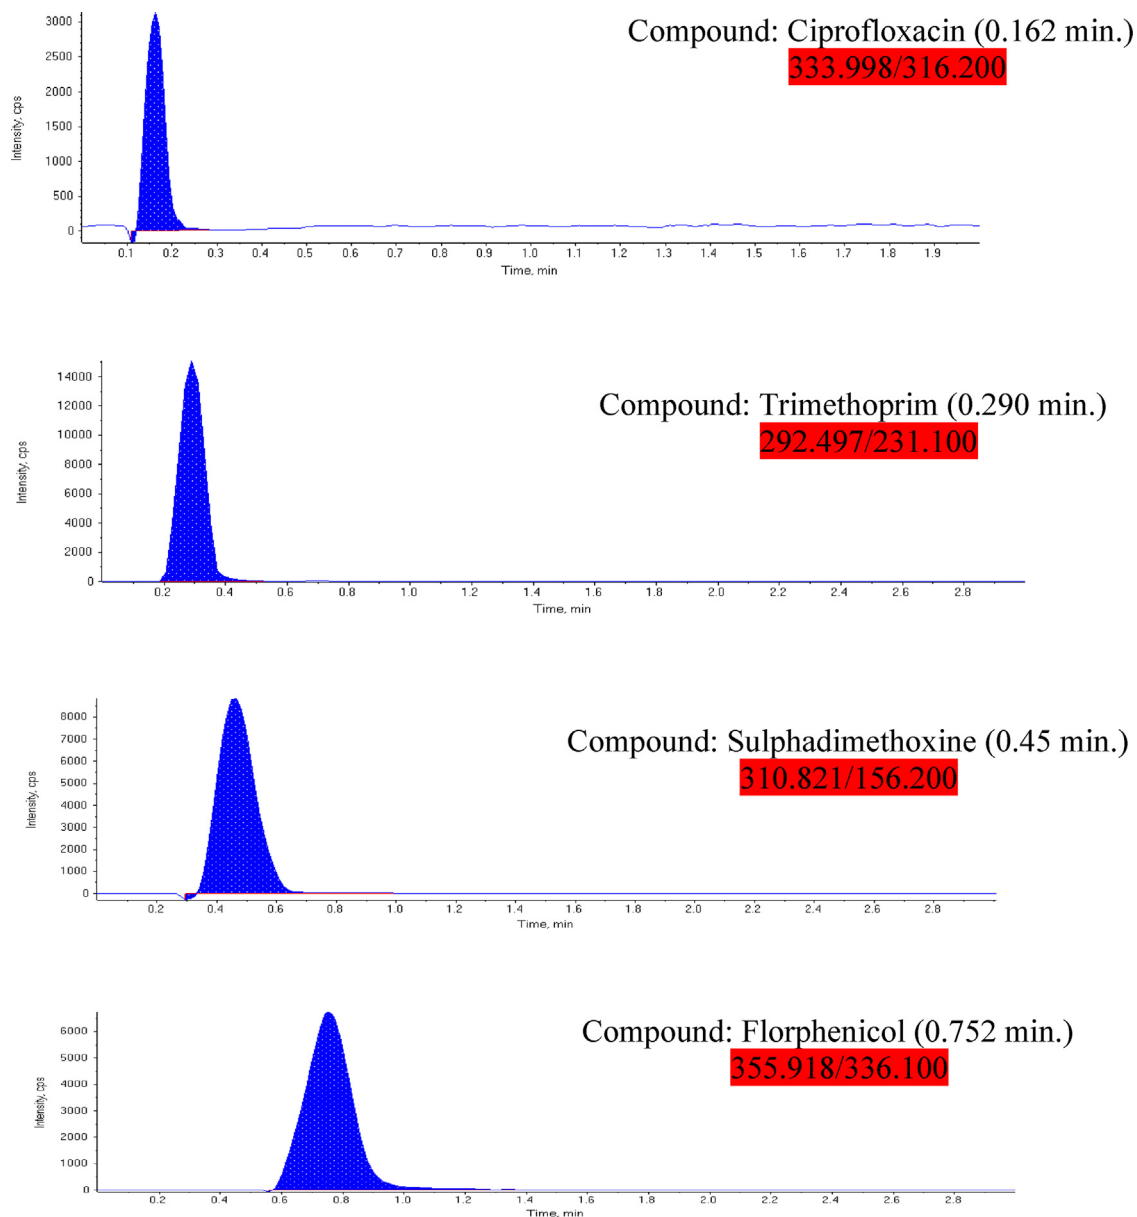 3000
Compound: Ciprofloxacin (0.162 min.)
333.998/316.200
2500
2000
Intensity, cps
1500
1000
500
0
0.1 0.2 0.3 0.4 0.5 0.6 0.7 0.8 0.9 1.0 1.1 1.2 1.3 1.4 1.5 1.6 1.7 1.8 1.9
Time, min
14000
12000
Compound: Trimethoprim (0.290 min.)
292.497/231.100
10000
Intensity, cps
8000
6000
4000
2000
0
0.2 0.4 0.6 0.8 1.0 1.2 1.4 1.6 1.8 2.0 2.2 2.4 2.6 2.8
Time, min
8000
7000
Compound: Sulphadimethoxine (0.45 min.)
310.821/156.200
6000
5000
Intensity, cps
4000
3000
2000
1000
0
0.2 0.4 0.6 0.8 1.0 1.2 1.4 1.6 1.8 2.0 2.2 2.4 2.6 2.8
Time, min
6000
Compound: Florphenicol (0.752 min.)
355.918/336.100
5000
4000
Intensity, cps
3000
2000
1000
0
0.2 0.4 0.6 0.8 1.0 1.2 1.4 1.6 1.8 2.0 2.2 2.4 2.6 2.8
Time, min